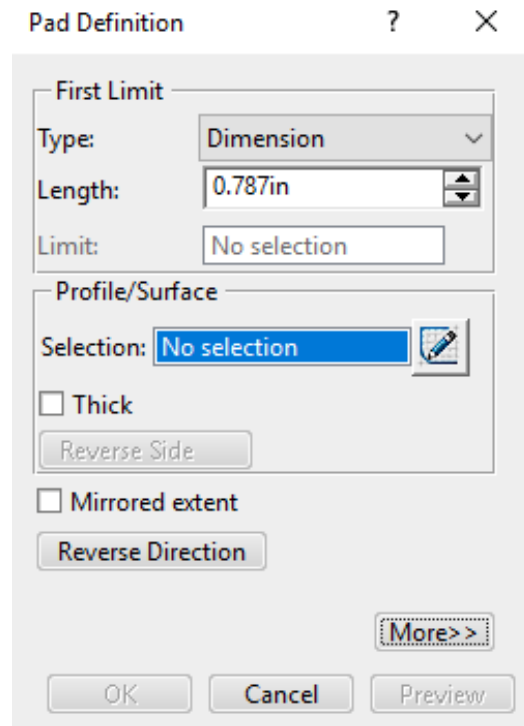 Pad Definition ? ×
First Limit
Type: Dimension
Length: 0.787in
Limit: No selection
Profile/Surface
Selection: No selection
Thick
Reverse Side
Mirrored extent
Reverse Direction
More>>
OK Cancel Preview